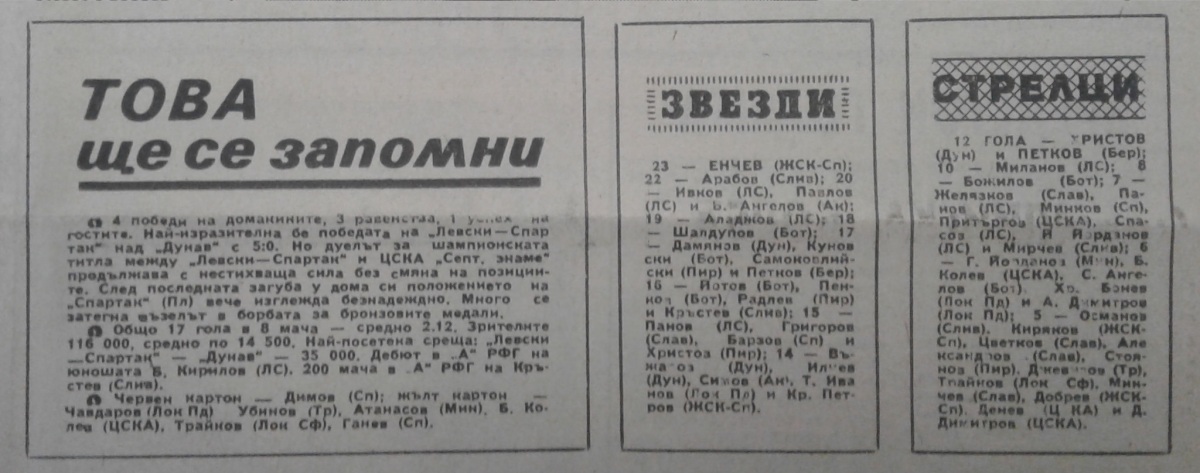 ТОВА
ще се запомни
4 победи на домакините, 3 равенства, 1 успех на
гостите. Най-изразителна бе победата на „Левски-Спар
так" над „Дунав" с 5:0. Но дуелът за шампионската
титла между „Левски—Спартак" и ЦСКА „Септ. знаме"
продължава с нестихваща сила без смяна на позиции-
те. След последната загуба у дома си положението на
„Спартак" (Пл) вече изглежда безнадеждно. Много се
затегна възелът в борбата за бронзовите медали.
Общо 17 гола в 8 мача — средно 2.12. Зрителите
116 000, средно по 14 500. Най-посетена среща: „Левски
—Спартак" — „Дунав" — 35 000. Дебют в „А" РФГ на
юношата Б. Кирилов (ЛС). 200 мача в „А" РФГ на Кръ-
стев (Слив).
Червен картон — Димов (Сп); жълт картон —
Чавдаров (Лок Пд) Убинов (Тр), Атанасов (Мин), Б. Ко-
лев (ЦСКА), Трайнов (Лок Сф), Ганев (Сп).
ЗВЕЗДИ
23 — ЕНЧЕВ (ЖСК-Сп);
22 — Арабов (Слив); 20
— Ивков (ЛС), Павлов
(ЛС) и Ангелов (Ак);
19 — Аладжов (ЛС); 18
— Шалдупов (Бот); 17
— Дамянов (Дун), Куков
ски (Бот), Самоковлий-
ски (Пир) и Петков (Бер);
16 — Йотов (Бот), Пен-
ков (Бот), Радлев (Пир)
и Кръстев (Слив); 15 —
Панов (ЛС), Григоров
(Слав), Барзов (Сп) и
Христов (Пир); 14 — Въ-
(Дун), Илиев
(Дун), Симов (Ак), Т. Ива
нов (Лок Пд) и Кр. Пет-
ров (ЖСК-Сп).
СТРЕЛЦИ
12 ГОЛА — ХРИСТОВ
(Дун) и ПЕТКОВ (Бер);
10 — Миланов (ЛС); 8
— Божилов (Бот); 7 —
Желязков (Слав), Па-
нов (ЛС), Минков (Сп),
Притъргов (ЦСКА), Спа-
сов (ЛС), Й Йорданов
(ЛС) и Мирчев (Слив); 6
— Г. Йорданов (Мин), Б.
Колев (ЦСКА), С. Анге-
лов (Бот), Хр. Бонев
(Лок Пд) и А. Димитров
(Лок Пд); 5 — Османов
(Слив), Киряков (ЖСК-
Сп), Цветков (Слав), Але
ксандров (Слав), Стоя-
нов (Пир), Джевизов (Тр),
Трайков (Лок Сф), Мин-
чев (Слав), Добрев (ЖСК-
Сп), Денев (ЦСКА) и Д.
Димитров (ЦСКА).